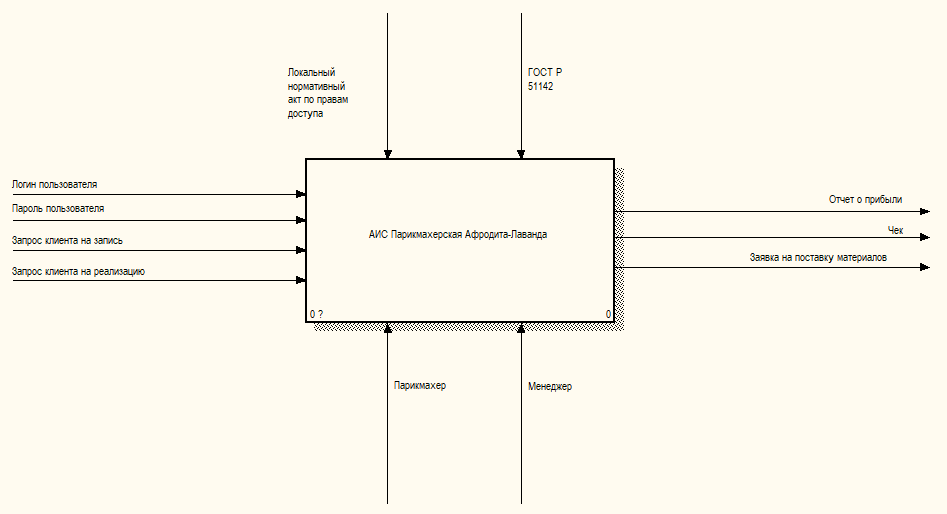 Локальный
нормативный
акт по правам
доступа
ГОСТ Р
51142
Логин пользователя
Пароль пользователя
Запрос клиента на запись
Запрос клиента на реализацию
АИС Парикмахерская Афродита-Лаванда
0 ?
0
Отчет о прибыли
Чек
Заявка на поставку материалов
Парикмахер
Менеджер